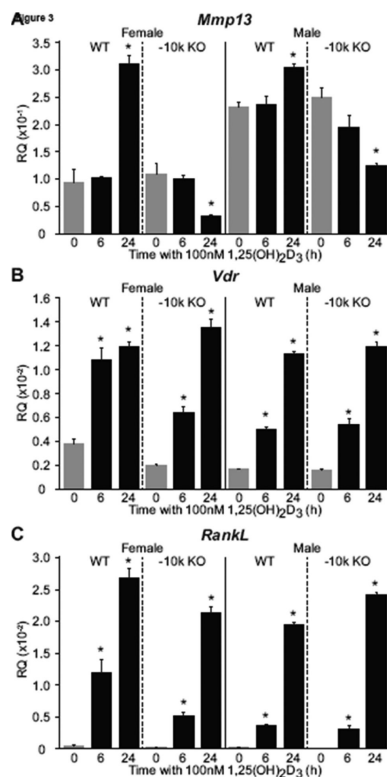 A Figure 3
Mmp13
Female Male
WT -10k KO WT -10k KO
3.5
3.0
2.5
2.0
1.5
1.0
0.5
0
RQ (x10⁻¹)
* * * *
0 6 24 0 6 24 0 6 24 0 6 24
Time with 100nM 1,25(OH)₂D₃ (h)
B Vdr
Female Male
WT -10k KO WT -10k KO
1.6
1.4
1.2
1.0
0.8
0.6
0.4
0.2
0
RQ (x10⁻²)
* * * * * * * *
0 6 24 0 6 24 0 6 24 0 6 24
Time with 100nM 1,25(OH)₂D₃ (h)
C RankL
Female Male
WT -10k KO WT -10k KO
3.0
2.5
2.0
1.5
1.0
0.5
0
RQ (x10⁻²)
* * * * * * * *
0 6 24 0 6 24 0 6 24 0 6 24
Time with 100nM 1,25(OH)₂D₃ (h)